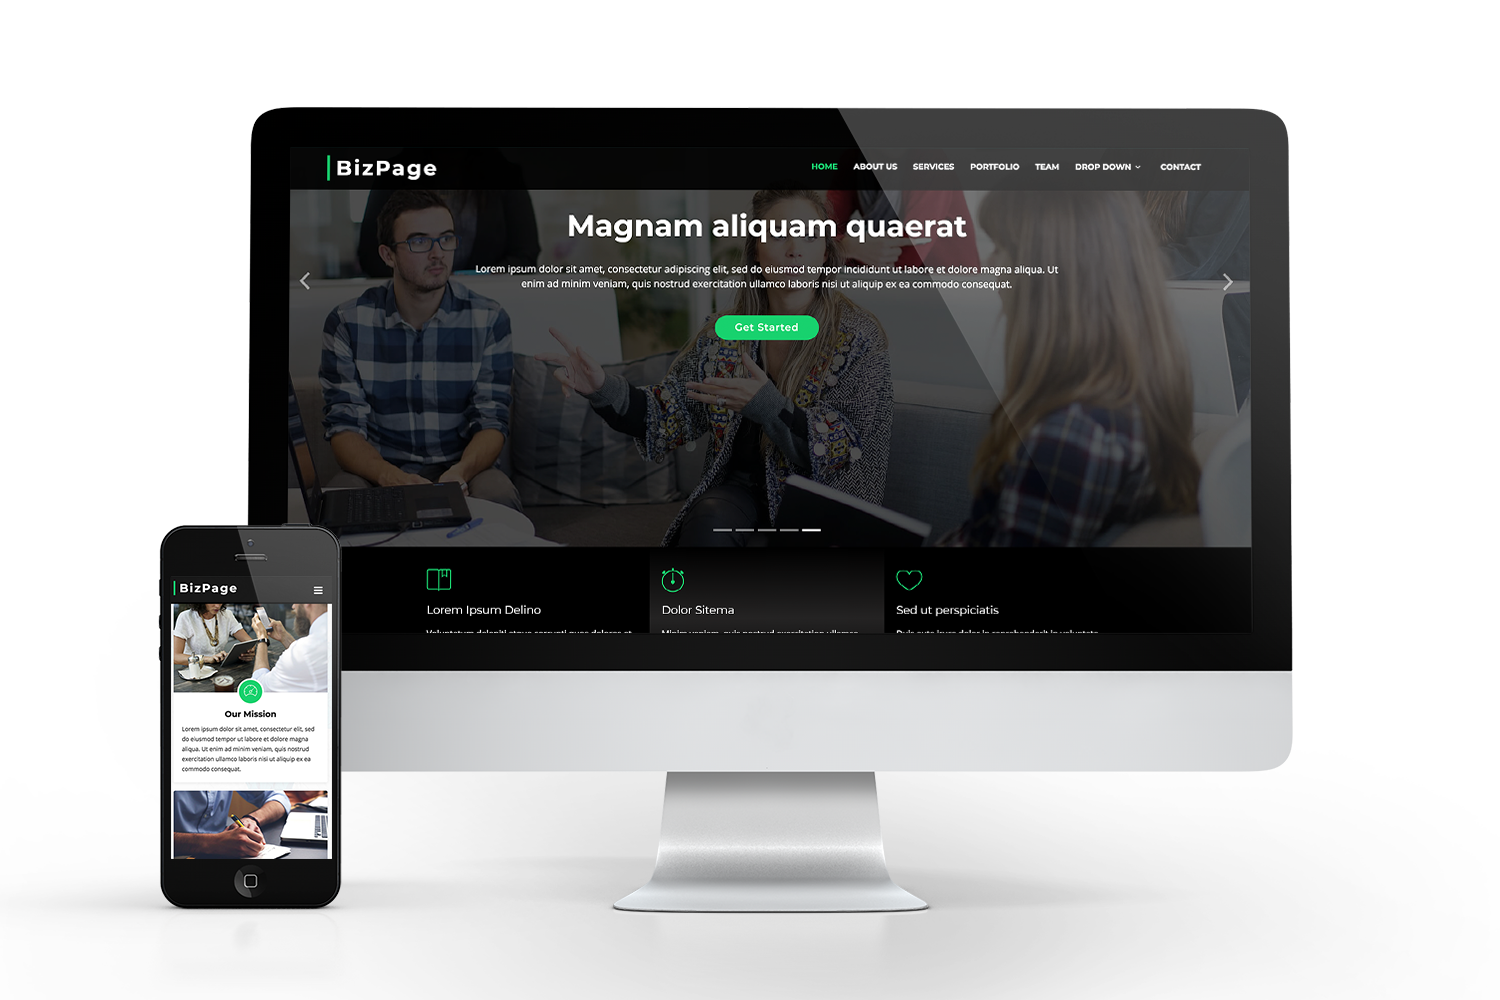 BizPage
HOME ABOUT US SERVICES PORTFOLIO TEAM DROP DOWN CONTACT
Magnam aliquam quaerat
Lorem ipsum dolor sit amet, consectetur adipiscing elit, sed do eiusmod tempor incididunt ut labore et dolore magna aliqua. Ut
enim ad minim veniam, quis nostrud exercitation ullamco laboris nisi ut aliquip ex ea commodo consequat.
Get Started
Lorem Ipsum Delino
Dolor Sitema
Sed ut perspiciatis
BizPage
Our Mission
Lorem ipsum dolor sit amet, consectetur elit, sed
do eiusmod tempor ut labore et dolore magna
aliqua. Ut enim ad minim veniam, quis nostrud
exercitation ullamco laboris nisi ut aliquip ex ea
commodo consequat.